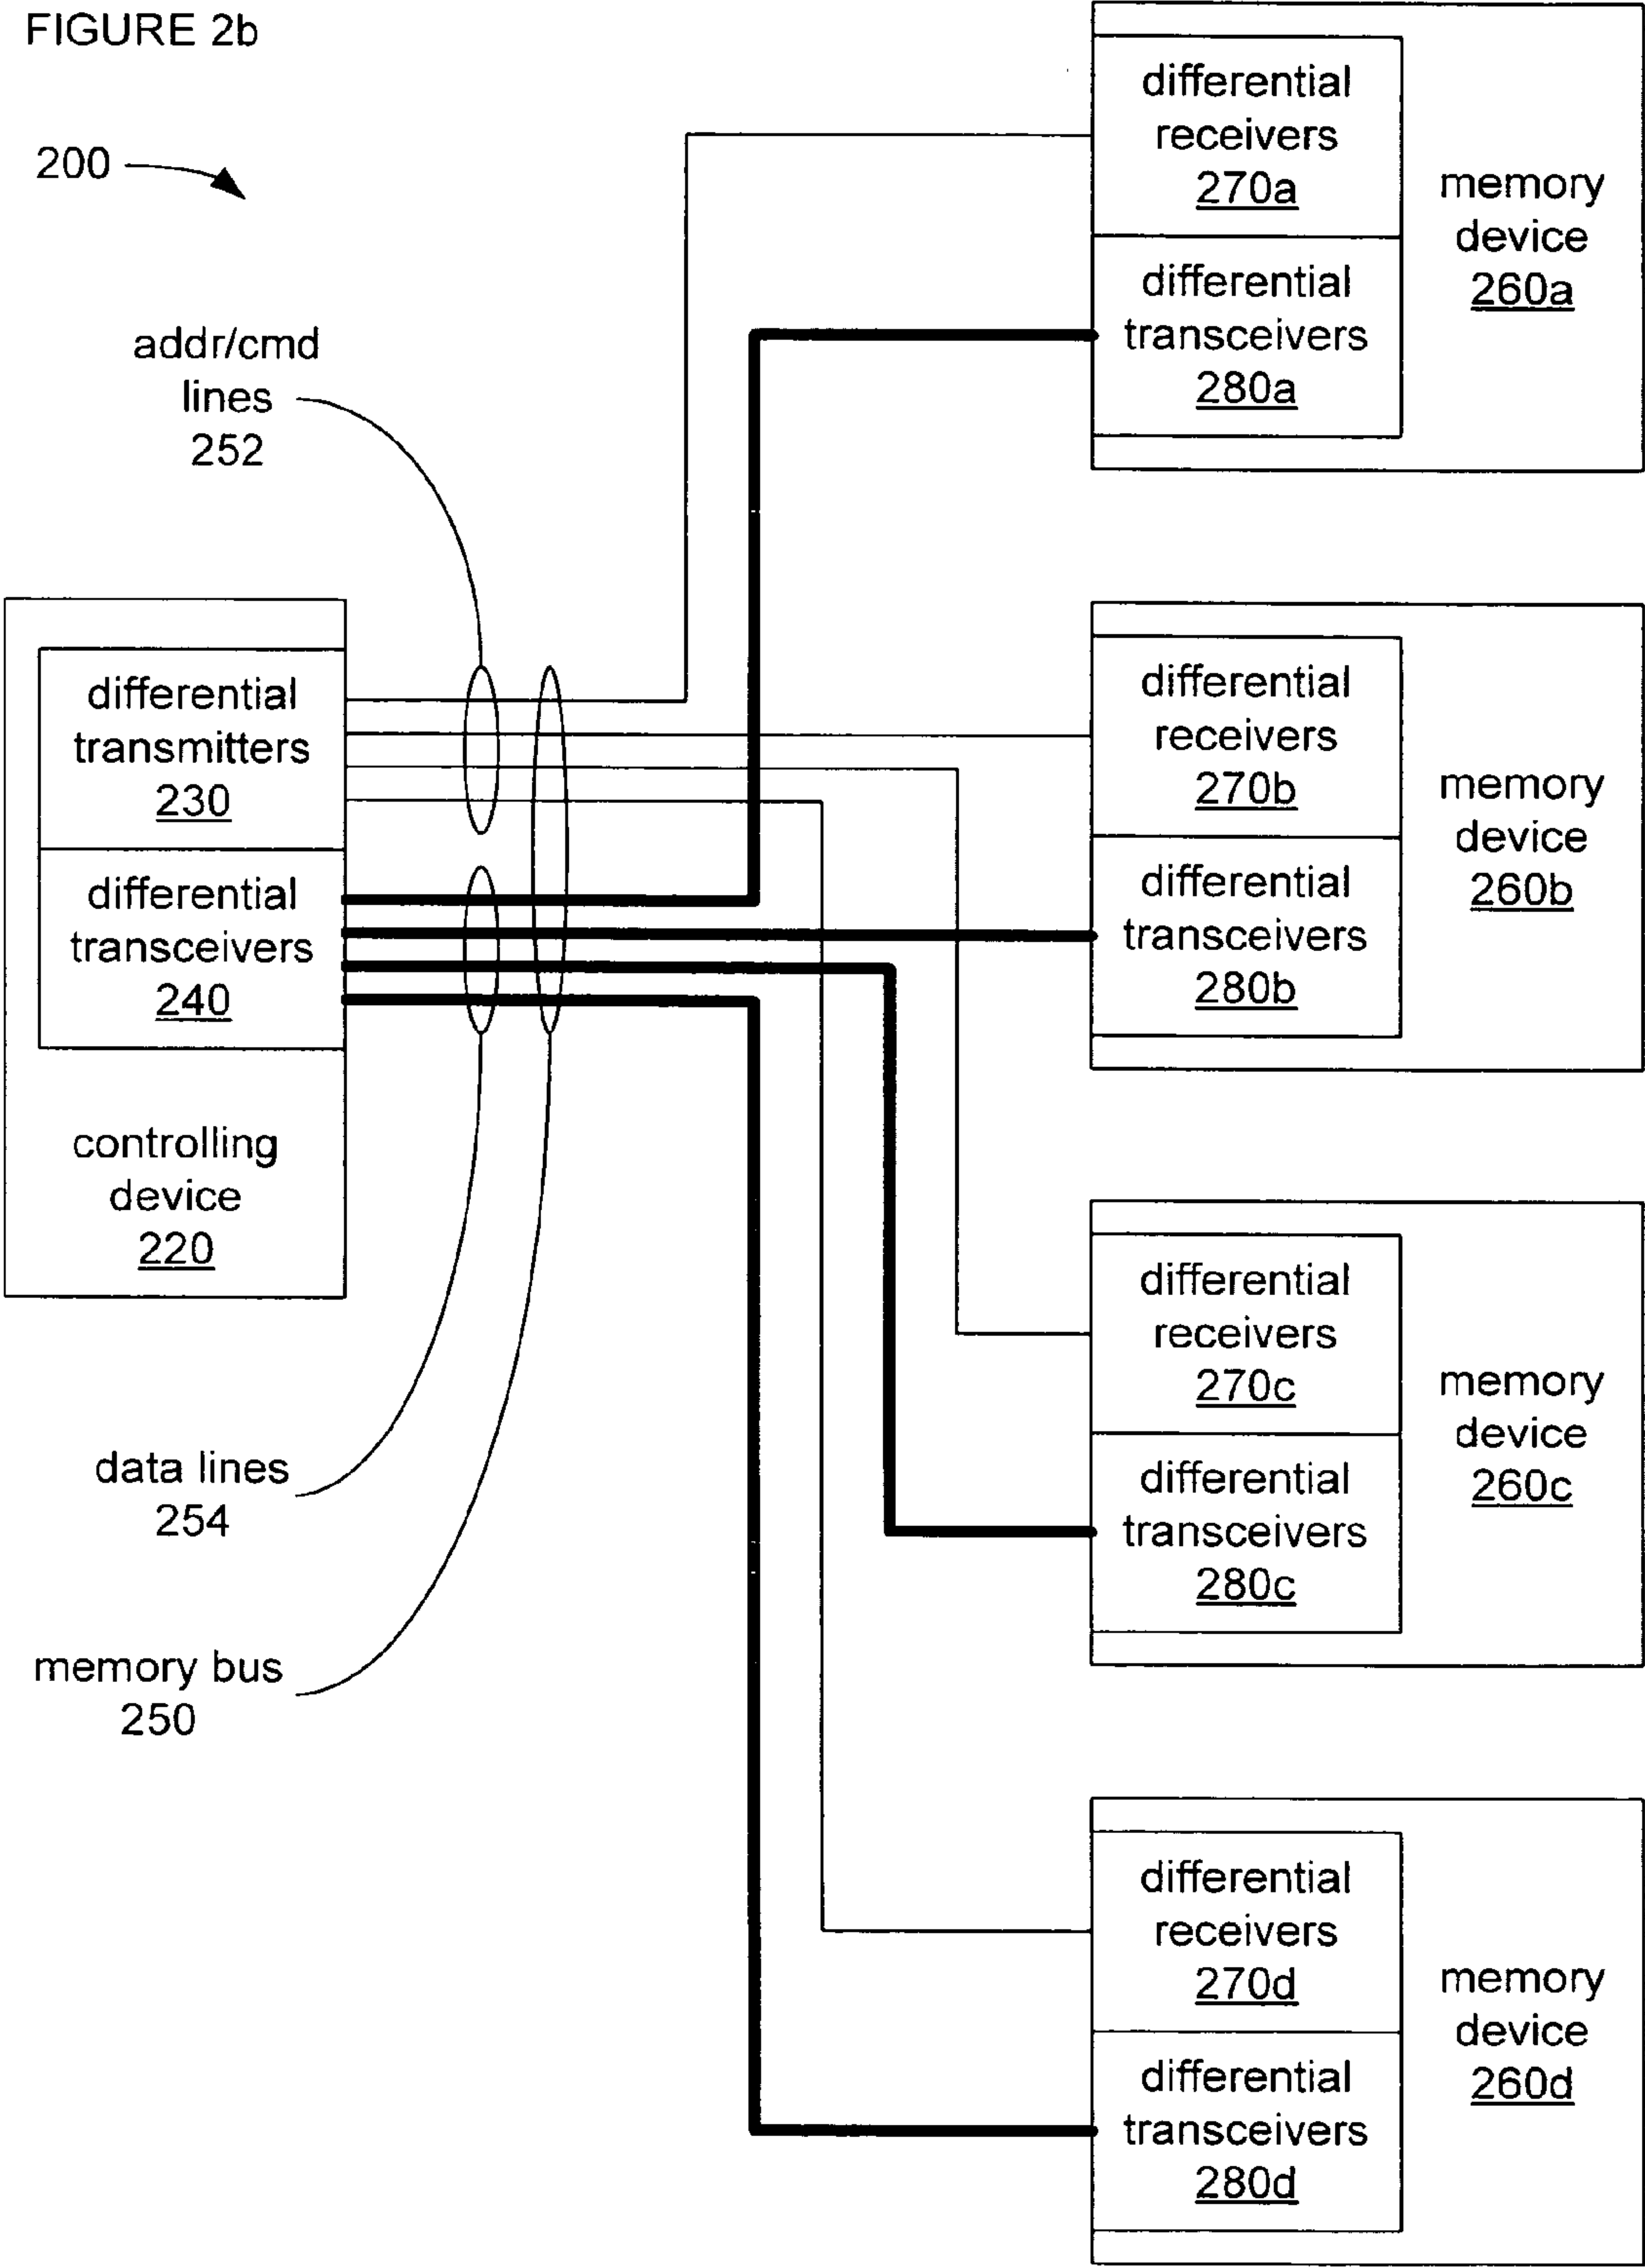 FIGURE 2b
200
addr/cmd
lines
252
differential
transmitters
230
differential
transceivers
240
controlling
device
220
data lines
254
memory bus
250
differential
receivers
270a
differential
transceivers
280a
memory
device
260a
differential
receivers
270b
differential
transceivers
280b
memory
device
260b
differential
receivers
270c
differential
transceivers
280c
memory
device
260c
differential
receivers
270d
differential
transceivers
280d
memory
device
260d